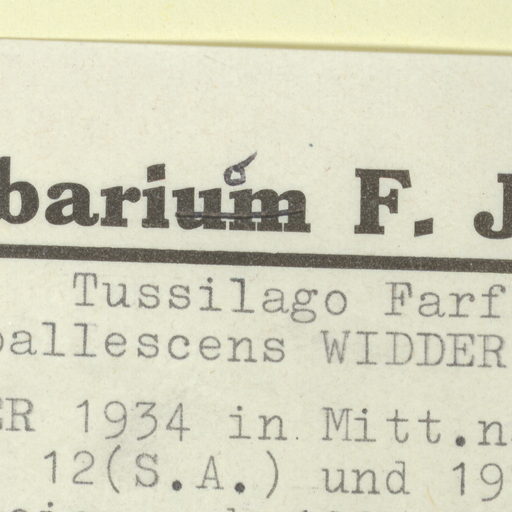 barium F. J
Tussilago Farf
pallescens WIDDER
ER 1934 in Mitt.n
12(S.A.) und 19